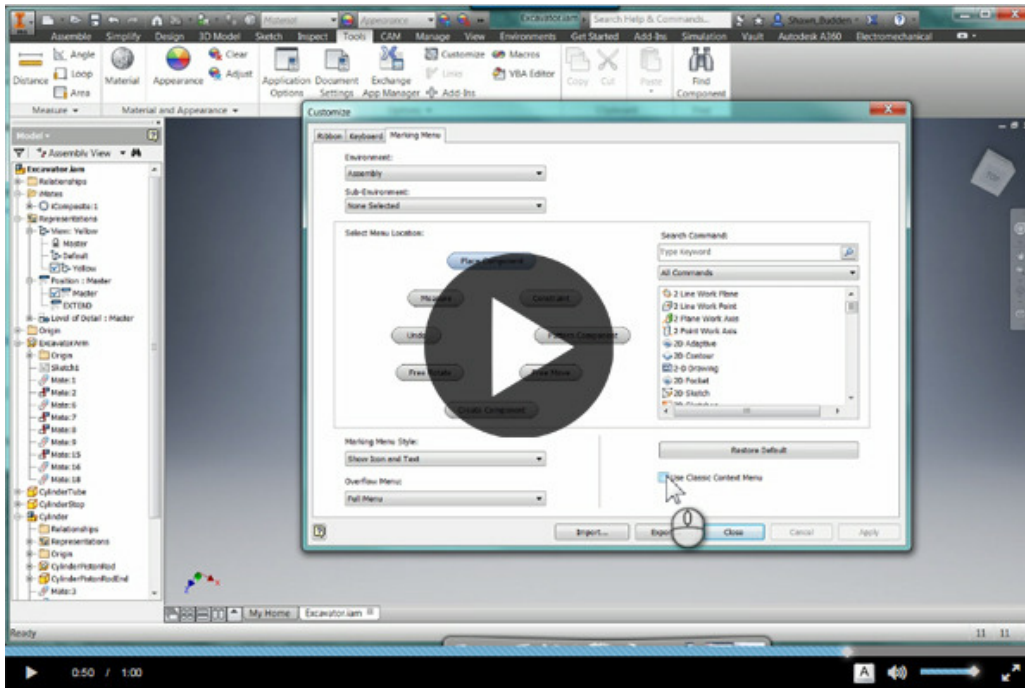 Material Appearance Excavator.iam Search Help & Commands... Shawn_Budden
Assemble Simplify Design 3D Model Sketch Inspect Tools CAM Manage View Environments Get Started Add-Ins Simulation Vault Autodesk A360 Electromechanical
Distance
Angle
Loop
Area
Material
Appearance
Clear
Adjust
Application Options
Document Settings
Exchange App Manager
Customize
Links
Add-Ins
Macros
VBA Editor
Copy Cut
Paste
Find Component
Measure
Material and Appearance
Model
Assembly View
Excavator.iam
Relationships
iMates
iComposite:1
Representations
View: Yellow
Master
Default
Yellow
Position : Master
Master
EXTEND
Level of Detail : Master
Origin
ExcavatorArm
Origin
Sketch1
Mate:1
Mate:2
Mate:6
Mate:7
Mate:8
Mate:9
Mate:15
Mate:16
Mate:18
CylinderTube
CylinderStop
Cylinder
Relationships
Representations
Origin
CylinderPistonRod
CylinderPistonRodEnd
Mate:3
Customize
Ribbon Keyboard Marking Menu
Environment:
Assembly
Sub-Environment:
None Selected
Select Menu Location:
Place Component
Measure
Constraint
Undo
Pattern Component
Free Rotate
Free Move
Create Component
Search Command:
Type Keyword
All Commands
2 Line Work Plane
2 Line Work Point
2 Plane Work Axis
2 Point Work Axis
2D Adaptive
2D Contour
2-D Drawing
2D Pocket
2D Sketch
Marking Menu Style:
Show Icon and Text
Overflow Menu:
Full Menu
Restore Default
Use Classic Context Menu
Import... Close Cancel Apply
TOP
My Home Excavator.iam
Ready 11 11
0:50 / 1:00
A